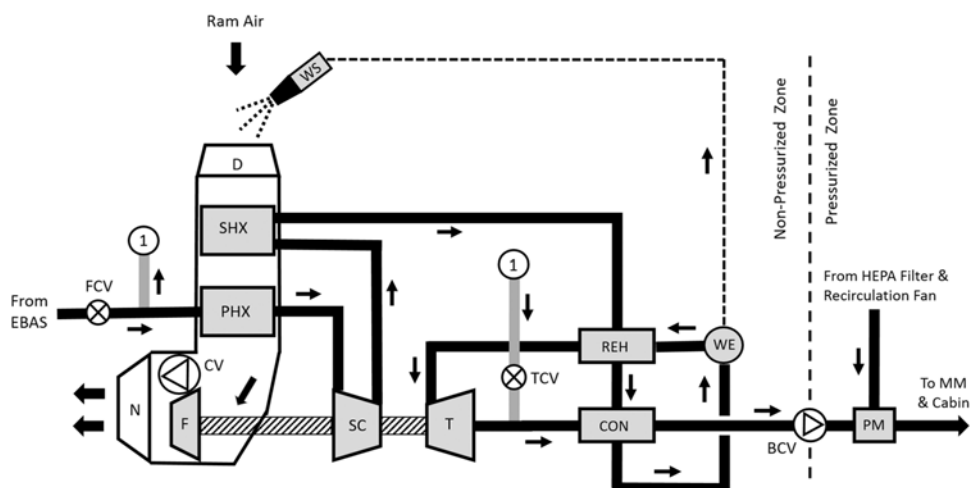 Ram Air
WS
D
SHX
1
1
FCV
From
EBAS
PHX
CV
N
F
SC
T
TCV
REH
WE
CON
BCV
PM
Non-Pressurized Zone
Pressurized Zone
From HEPA Filter &
Recirculation Fan
To MM
& Cabin